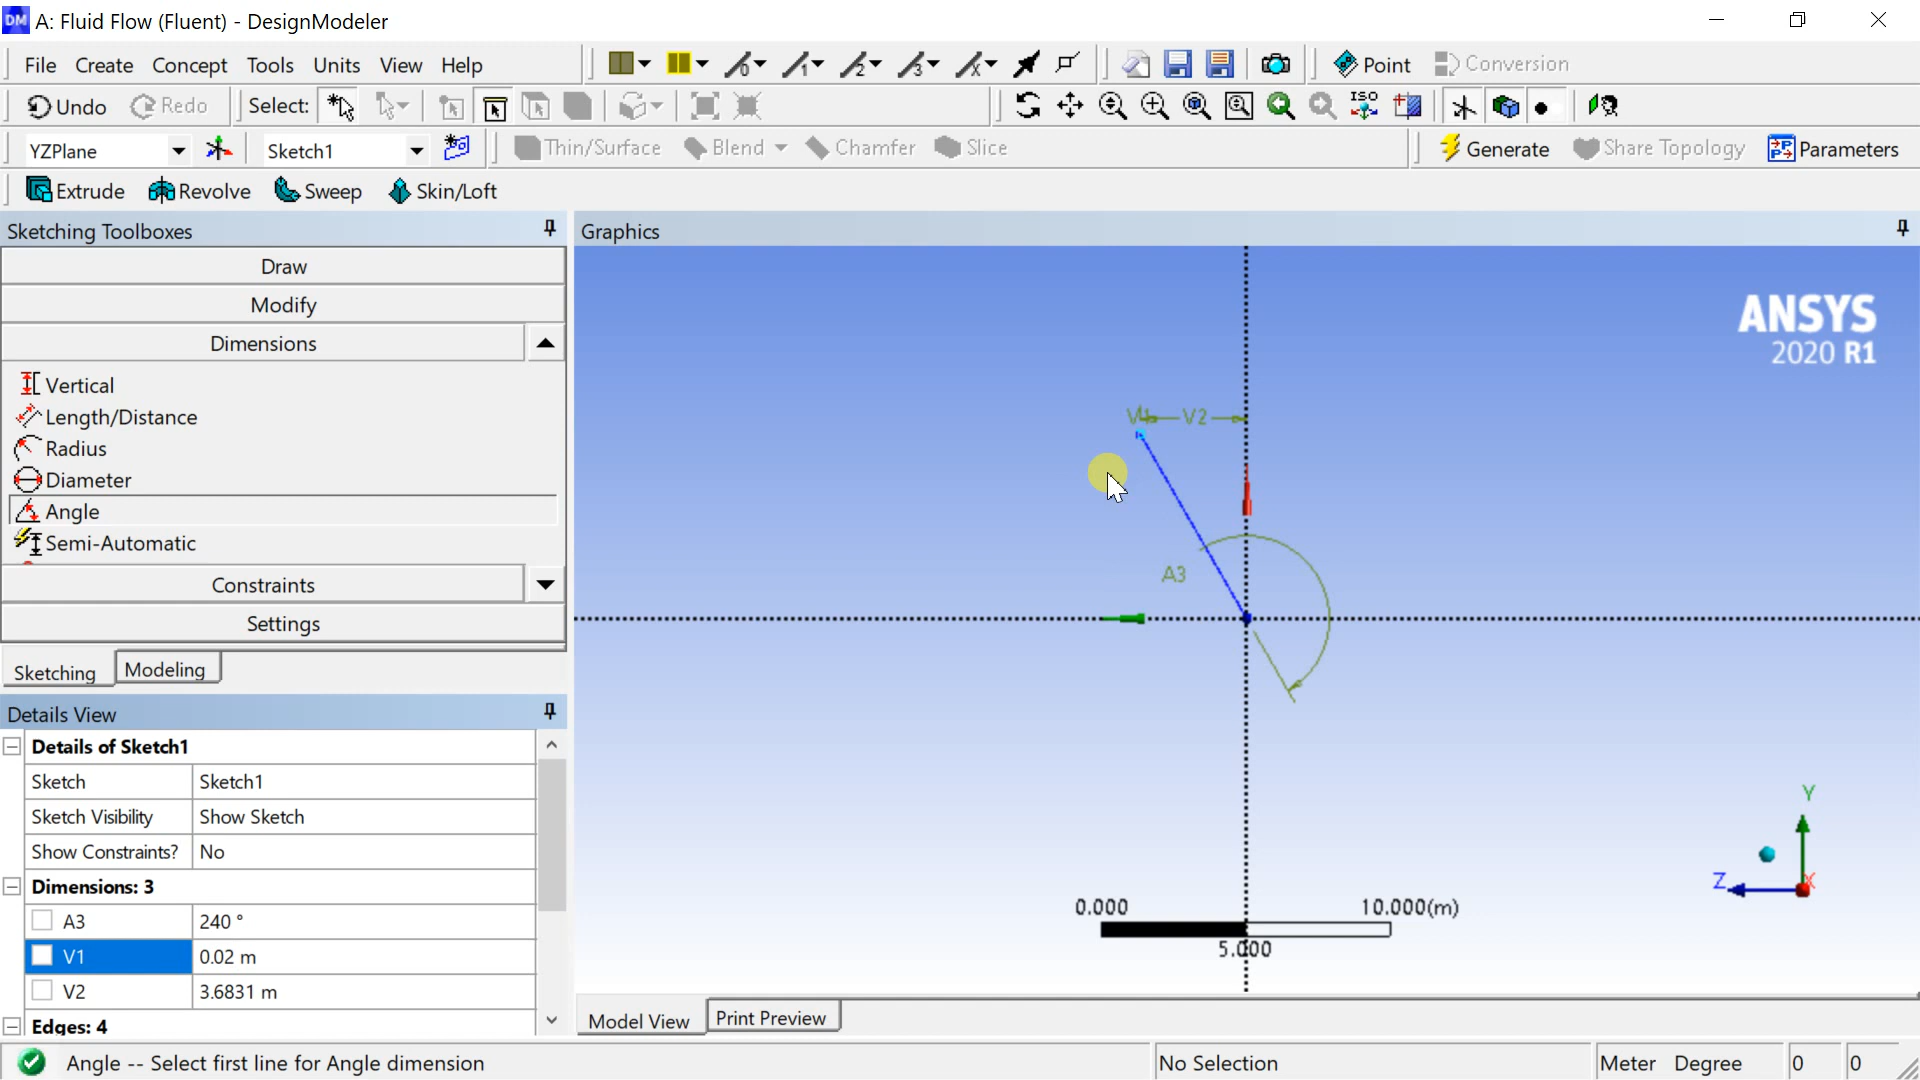 DM A: Fluid Flow (Fluent) - DesignModeler
File Create Concept Tools Units View Help
Point Conversion
Undo Redo Select: ISO
YZPlane Sketch1 Thin/Surface Blend Chamfer Slice Generate Share Topology Parameters
Extrude Revolve Sweep Skin/Loft
Sketching Toolboxes
Graphics
Draw
Modify
Dimensions
Vertical
Length/Distance
Radius
Diameter
Angle
Semi-Automatic
Constraints
Settings
Sketching Modeling
ANSYS
2020 R1
V2
A3
Y
Z
X
0.000 10.000(m)
5.000
Details View
Details of Sketch1
Sketch Sketch1
Sketch Visibility Show Sketch
Show Constraints? No
Dimensions: 3
A3 240 °
V1 0.02 m
V2 3.6831 m
Edges: 4
Model View Print Preview
Angle -- Select first line for Angle dimension
No Selection
Meter Degree 0 0